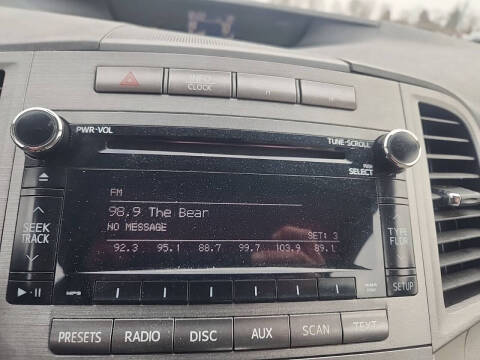 INFO
CLOCK
PWR·VOL
TUNE·SCROLL
SELECT
FM
98.9 The Bear
NO MESSAGE
SET: 3
92.3 95.1 88.7 99.7 103.9 89.1
SEEK
TRACK
TYPE
FLDR
MP3
SETUP
PRESETS RADIO DISC AUX SCAN TEXT